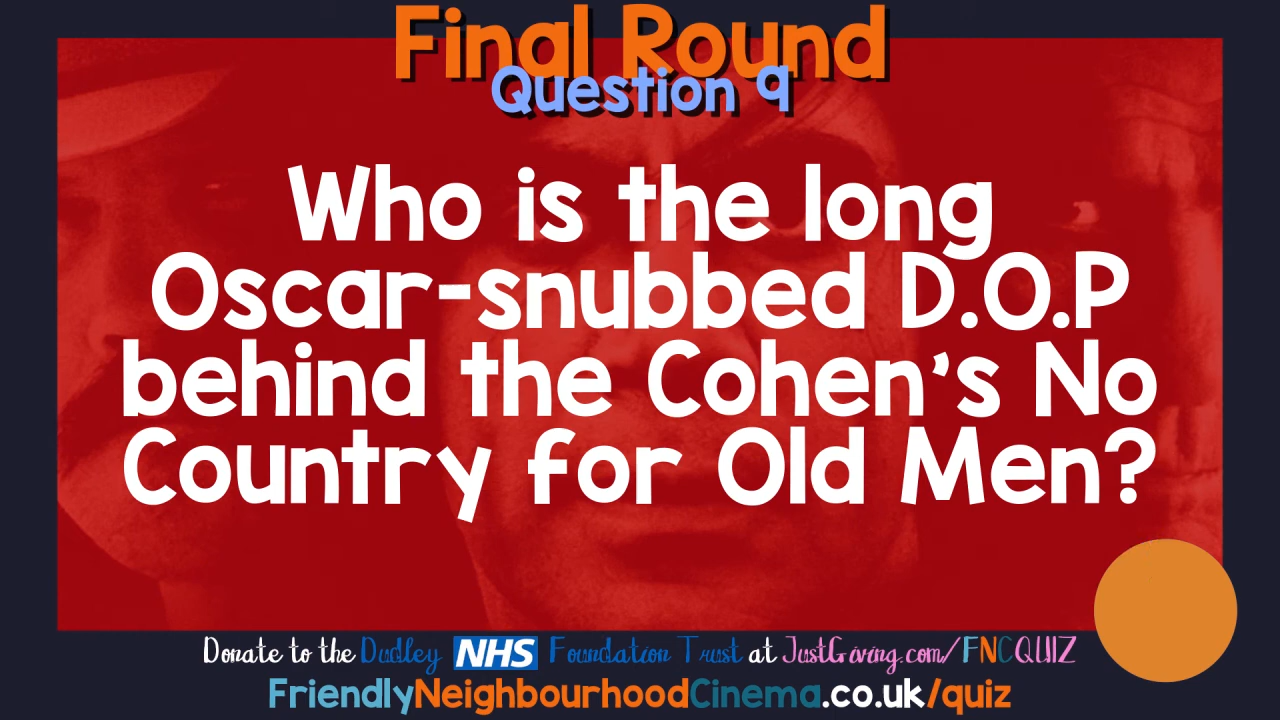 Final Round
Question 9
Who is the long
Oscar-snubbed D.O.P
behind the Cohen's No
Country for Old Men?
Donate to the Dudley NHS Foundation Trust at JustGiving.com/FNCQUIZ
FriendlyNeighbourhoodCinema.co.uk/quiz